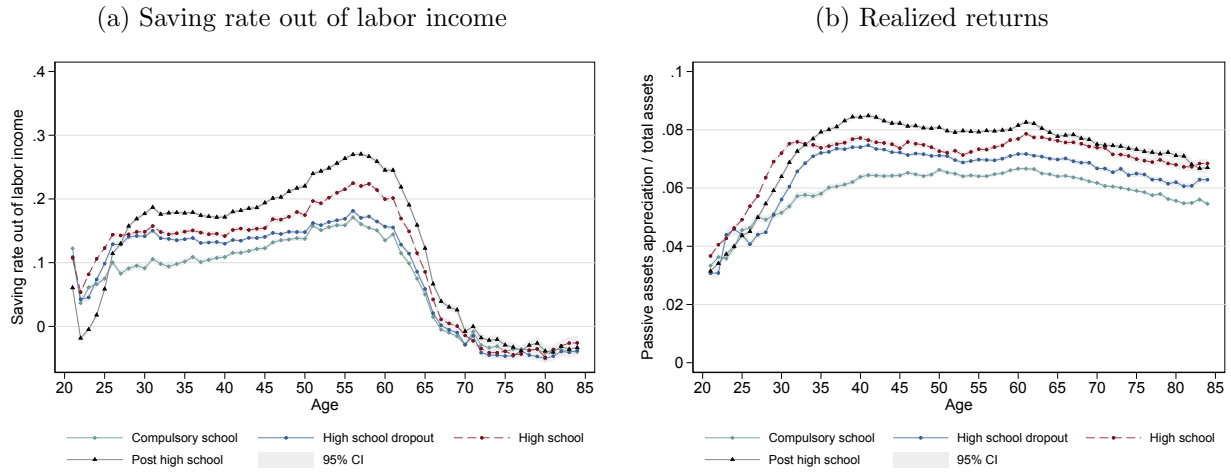 (a) Saving rate out of labor income
Saving rate out of labor income
.4
.3
.2
.1
0
20 25 30 35 40 45 50 55 60 65 70 75 80 85
Age
Compulsory school High school dropout High school
Post high school 95% CI
(b) Realized returns
Passive assets appreciation / total assets
.1
.08
.06
.04
.02
0
20 25 30 35 40 45 50 55 60 65 70 75 80 85
Age
Compulsory school High school dropout High school
Post high school 95% CI